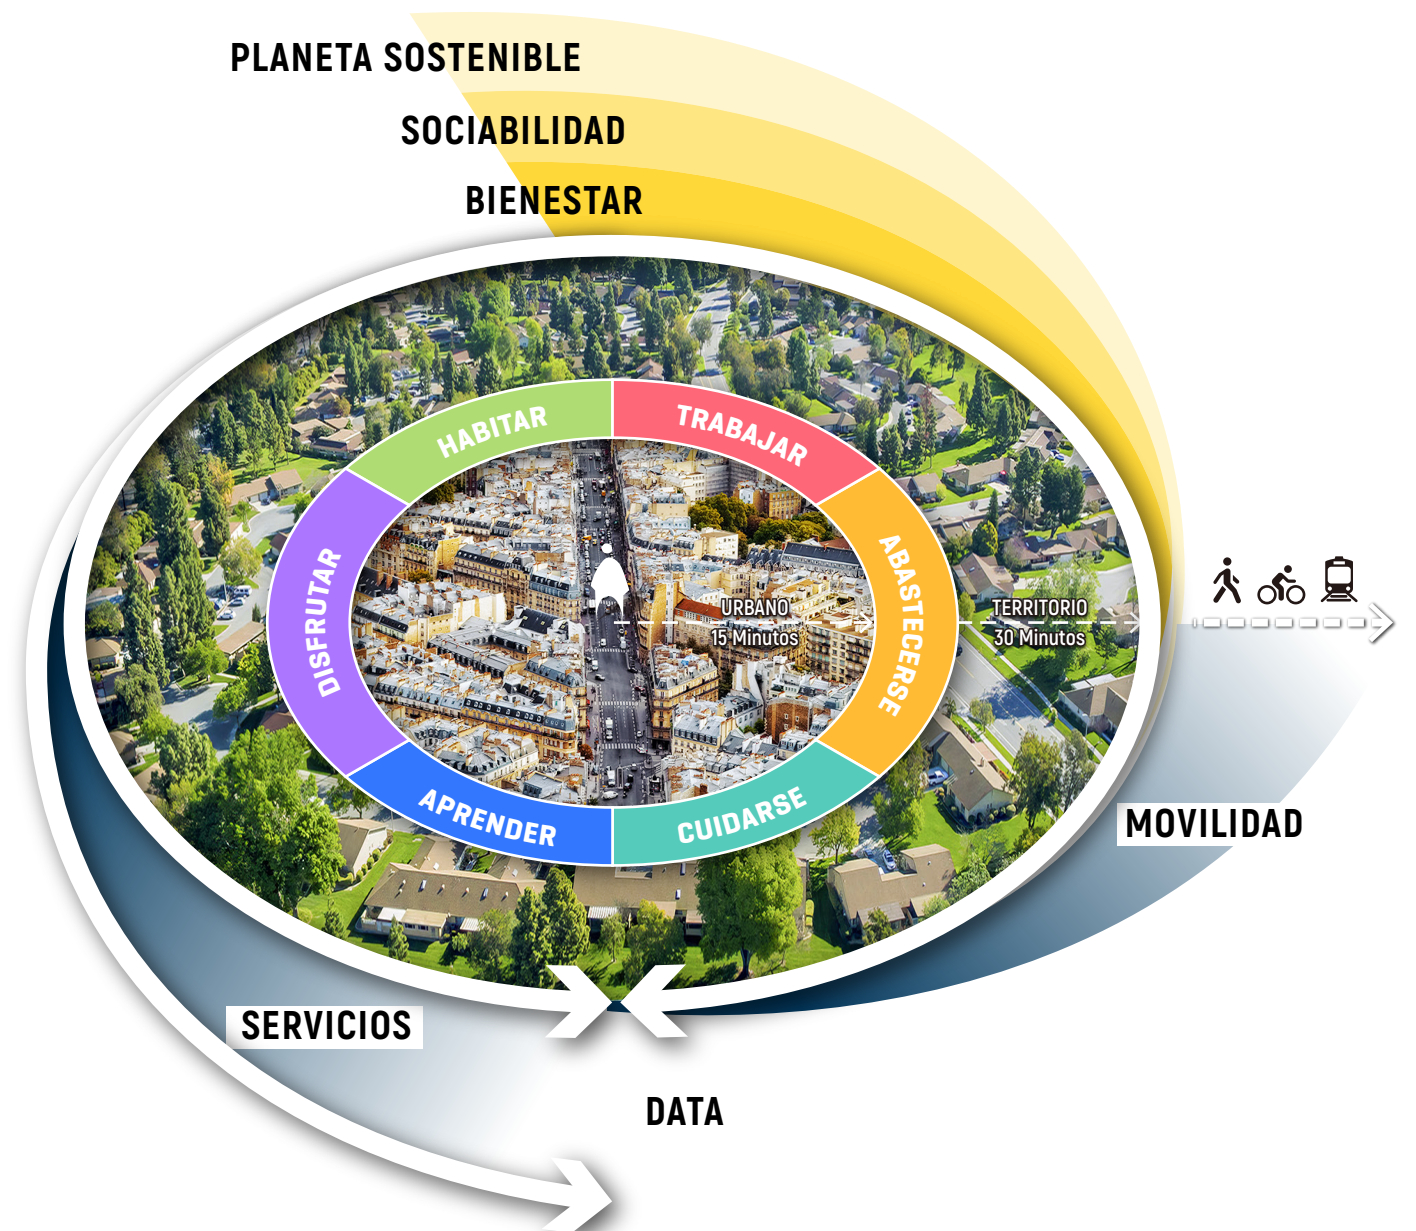 PLANETA SOSTENIBLE
SOCIABILIDAD
BIENESTAR
HABITAR
TRABAJAR
DISFRUTAR
ABASTECERSE
URBANO
15 Minutos
TERRITORIO
30 Minutos
APRENDER
CUIDARSE
MOVILIDAD
SERVICIOS
DATA